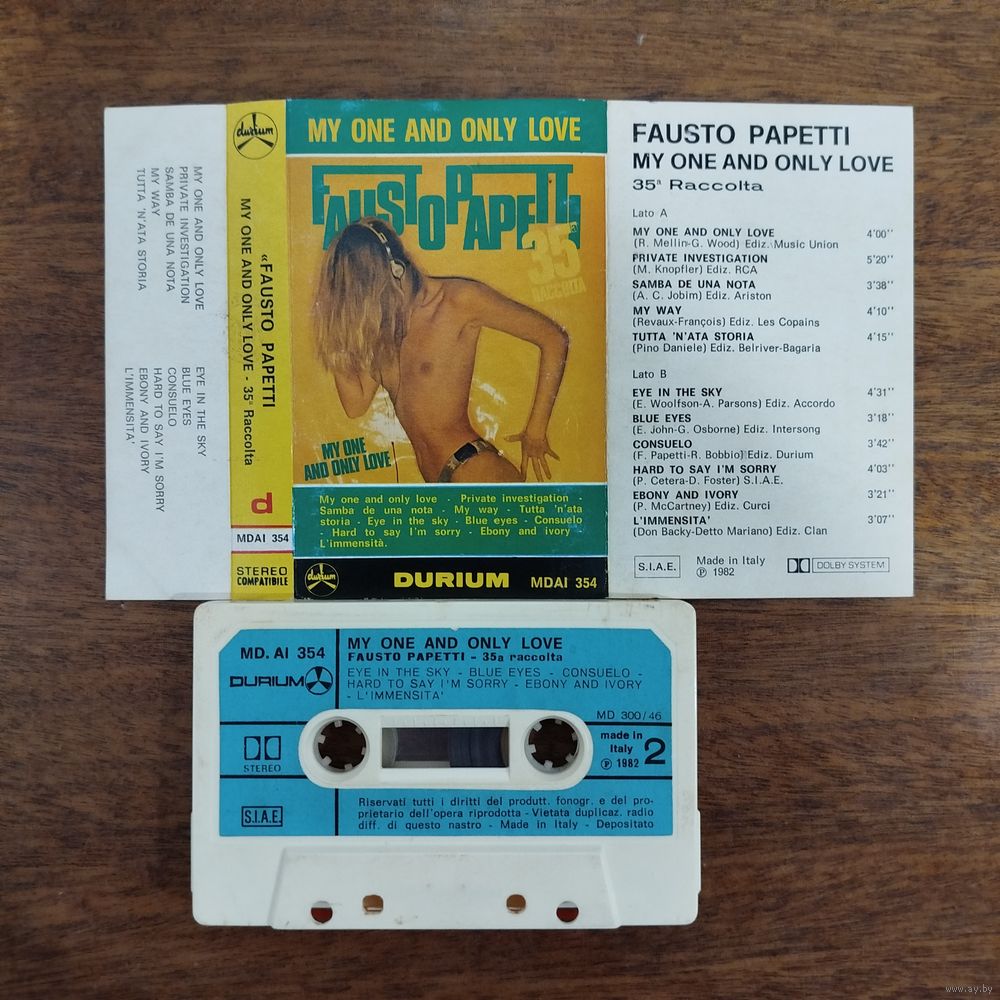 MY ONE AND ONLY LOVE
PRIVATE INVESTIGATION
SAMBA DE UNA NOTA
MY WAY
TUTTA 'N'ATA STORIA
EYE IN THE SKY
BLUE EYES
CONSUELO
HARD TO SAY I'M SORRY
EBONY AND IVORY
L'IMMENSITA'
durium
«FAUSTO PAPETTI
MY ONE AND ONLY LOVE - 35ª Raccolta
d
MDAI 354
STEREO
COMPATIBILE
MY ONE AND ONLY LOVE
FAUSTO PAPETTI
35ª
RACCOLTA
MY ONE
AND ONLY LOVE
My one and only love - Private investigation -
Samba de una nota - My way - Tutta 'n'ata
storia - Eye in the sky - Blue eyes - Consuelo
- Hard to say I'm sorry - Ebony and ivory
L'immensità.
durium
DURIUM
MDAI 354
FAUSTO PAPETTI
MY ONE AND ONLY LOVE
35ª Raccolta
Lato A
MY ONE AND ONLY LOVE 4'00''
(R. Mellin-G. Wood) Ediz. Music Union
PRIVATE INVESTIGATION 5'20''
(M. Knopfler) Ediz. RCA
SAMBA DE UNA NOTA 3'38''
(A. C. Jobim) Ediz. Ariston
MY WAY 4'10''
(Revaux-François) Ediz. Les Copains
TUTTA 'N'ATA STORIA 4'15''
(Pino Daniele) Ediz. Belriver-Bagaria
Lato B
EYE IN THE SKY 4'31''
(E. Woolfson-A. Parsons) Ediz. Accordo
BLUE EYES 3'18''
(E. John-G. Osborne) Ediz. Intersong
CONSUELO 3'42''
(F. Papetti-R. Bobbio) Ediz. Durium
HARD TO SAY I'M SORRY 4'03''
(P. Cetera-D. Foster) S.I.A.E.
EBONY AND IVORY 3'21''
(P. McCartney) Ediz. Curci
L'IMMENSITA' 3'07''
(Don Backy-Detto Mariano) Ediz. Clan
S.I.A.E.
Made in Italy
℗ 1982
DOLBY SYSTEM
MD. AI 354
DURIUM
MY ONE AND ONLY LOVE
FAUSTO PAPETTI - 35a raccolta
EYE IN THE SKY - BLUE EYES - CONSUELO -
HARD TO SAY I'M SORRY - EBONY AND IVORY
- L'IMMENSITA'
MD 300/46
STEREO
made in
Italy
℗ 1982
2
S.I.A.E.
Riservati tutti i diritti del produtt. fonogr. e del pro-
prietario dell'opera riprodotta - Vietata duplicaz. radio
diff. di questo nastro - Made in Italy - Depositato
www.ay.by